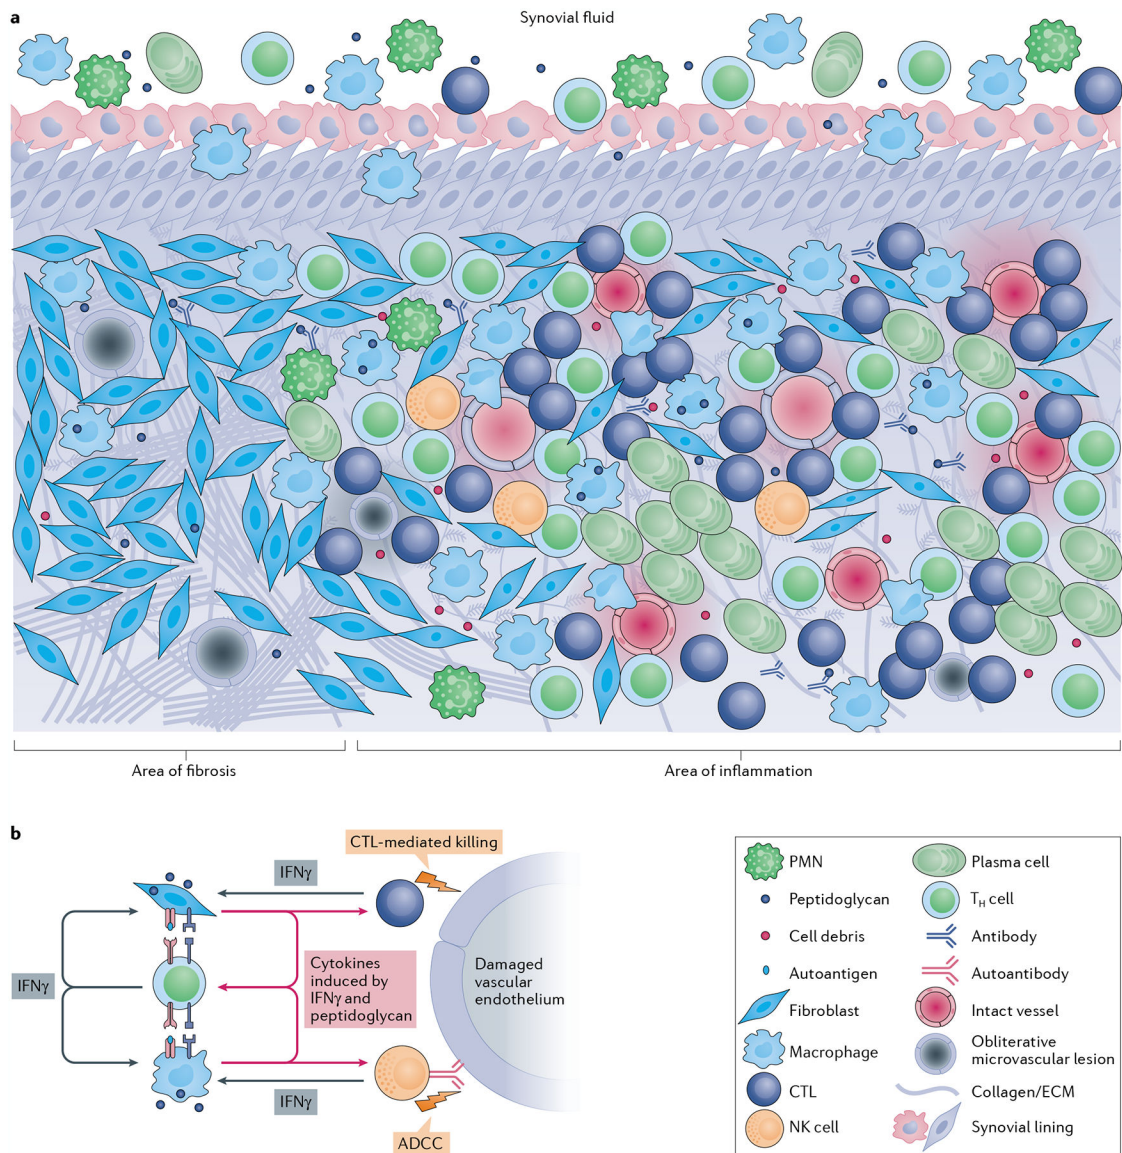 a
Synovial fluid
Area of fibrosis
Area of inflammation
b
CTL-mediated killing
IFNγ
IFNγ
Cytokines
induced by
IFNγ and
peptidoglycan
Damaged
vascular
endothelium
IFNγ
ADCC
PMN
Peptidoglycan
Cell debris
Autoantigen
Fibroblast
Macrophage
CTL
NK cell
Plasma cell
T_H cell
Antibody
Autoantibody
Intact vessel
Obliterative
microvascular lesion
Collagen/ECM
Synovial lining